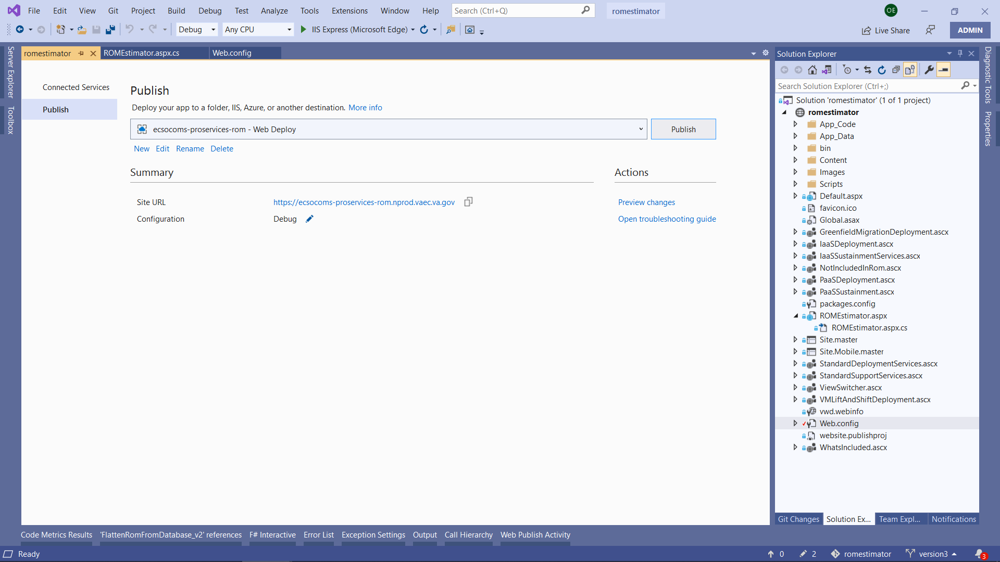 File Edit View Git Project Build Debug Test Analyze Tools Extensions Window Help Search (Ctrl+Q) romestimator OE
Debug Any CPU IIS Express (Microsoft Edge) Live Share ADMIN
Server Explorer
Toolbox
romestimator ROMEstimator.aspx.cs Web.config
Connected Services
Publish
Publish
Deploy your app to a folder, IIS, Azure, or another destination. More info
ecsocoms-proservices-rom - Web Deploy Publish
New Edit Rename Delete
Summary
Site URL https://ecsocoms-proservices-rom.nprod.vaec.va.gov
Configuration Debug
Actions
Preview changes
Open troubleshooting guide
Solution Explorer
Search Solution Explorer (Ctrl+;)
Solution 'romestimator' (1 of 1 project)
romestimator
App_Code
App_Data
bin
Content
Images
Scripts
Default.aspx
favicon.ico
Global.asax
GreenfieldMigrationDeployment.ascx
IaaSDeployment.ascx
IaaSSustainmentServices.ascx
NotIncludedInRom.ascx
PaaSDeployment.ascx
PaaSSustainment.ascx
packages.config
ROMEstimator.aspx
ROMEstimator.aspx.cs
Site.master
Site.Mobile.master
StandardDeploymentServices.ascx
StandardSupportServices.ascx
ViewSwitcher.ascx
VMLiftAndShiftDeployment.ascx
vwd.webinfo
Web.config
website.publishproj
WhatsIncluded.ascx
Git Changes Solution Ex... Team Expl... Notifications
Diagnostic Tools
Properties
Code Metrics Results 'FlattenRomFromDatabase_v2' references F# Interactive Error List Exception Settings Output Call Hierarchy Web Publish Activity
Ready 0 2 romestimator version3 3